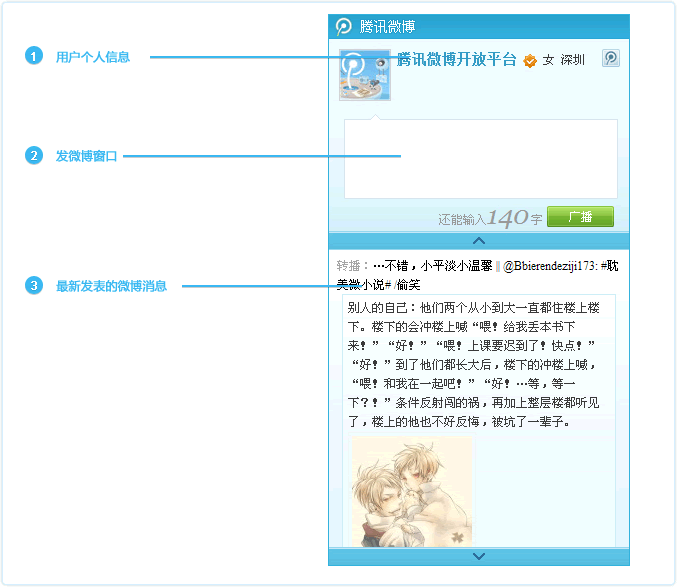 腾讯微博
1 用户个人信息
腾讯微博开放平台 女 深圳
2 发微博窗口
还能输入140字 广播
3 最新发表的微博消息
转播：…不错，小平淡小温馨 || @Bbierendeziji173: #耽
美微小说# /偷笑
别人的自己：他们两个从小到大一直都住楼上楼
下。楼下的会冲楼上喊“喂！给我丢本书下
来！”“好！”“喂！上课要迟到了！快点！”
“好！”到了他们都长大后，楼下的冲楼上喊，
“喂！和我在一起吧！”“好！…等，等一
下？！”条件反射闯的祸，再加上整层楼都听见
了，楼上的他也不好反悔，被坑了一辈子。